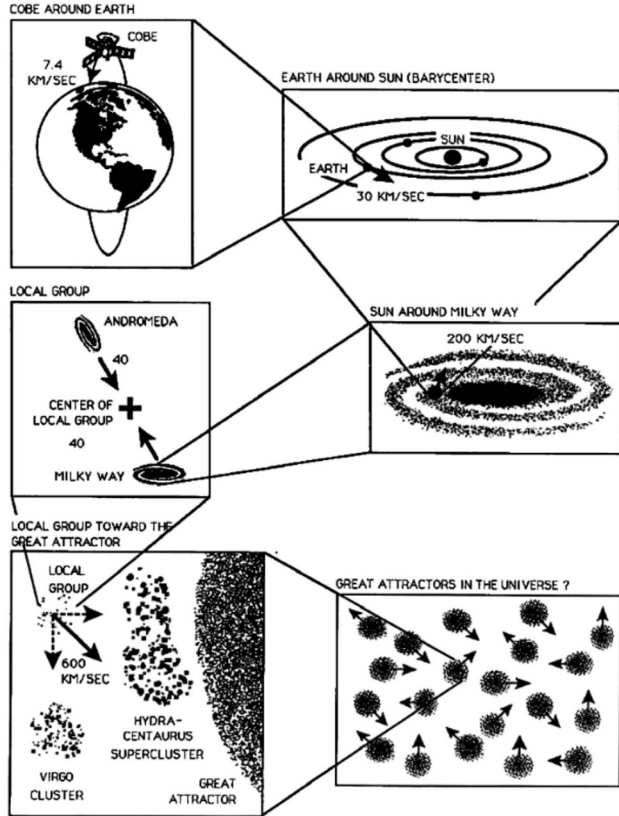 COBE AROUND EARTH
COBE
7.4
KM/SEC
EARTH AROUND SUN (BARYCENTER)
SUN
EARTH
30 KM/SEC
LOCAL GROUP
ANDROMEDA
40
CENTER OF
LOCAL GROUP
40
MILKY WAY
SUN AROUND MILKY WAY
200 KM/SEC
LOCAL GROUP TOWARD THE
GREAT ATTRACTOR
LOCAL
GROUP
600
KM/SEC
HYDRA-
CENTAURUS
SUPERCLUSTER
VIRGO
CLUSTER
GREAT
ATTRACTOR
GREAT ATTRACTORS IN THE UNIVERSE ?